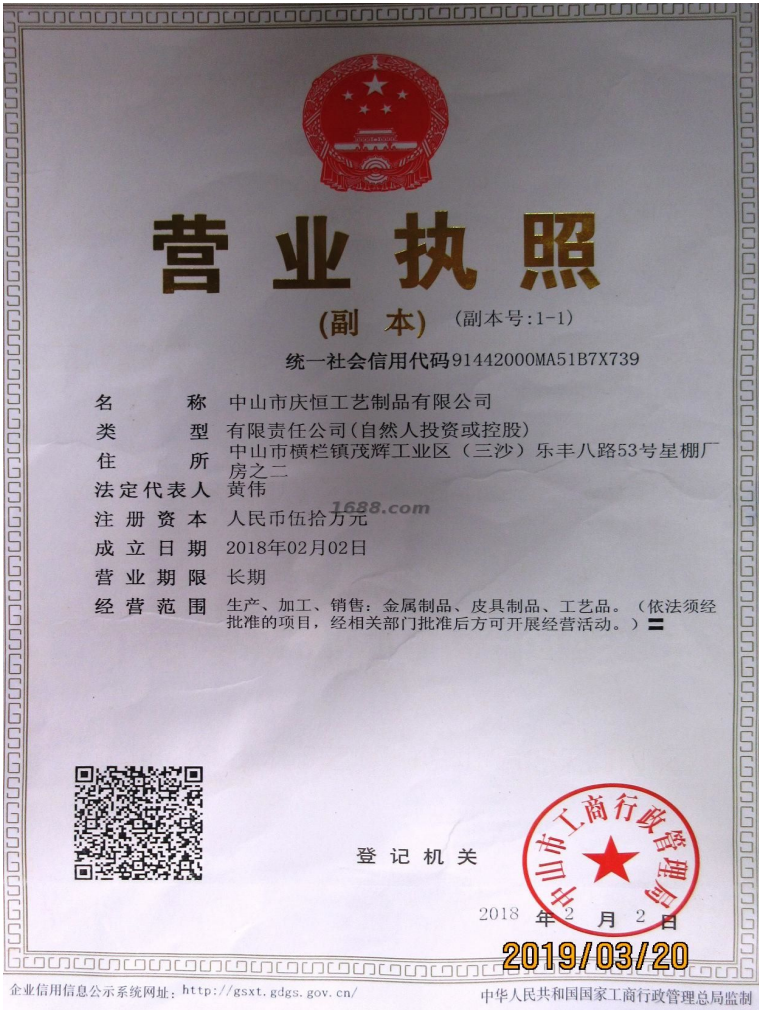 营业执照
(副 本) (副本号:1-1)
统一社会信用代码91442000MA51B7X739
名 称 中山市庆恒工艺制品有限公司
类 型 有限责任公司(自然人投资或控股)
住 所 中山市横栏镇茂辉工业区（三沙）乐丰八路53号星棚厂
房之二
法定代表人 黄伟
注册资本 人民币伍拾万元
1688.com
成立日期 2018年02月02日
营业期限 长期
经营范围 生产、加工、销售：金属制品、皮具制品、工艺品。（依法须经
批准的项目，经相关部门批准后方可开展经营活动。）〓
中山市工商行政管理局
登记机关
2018 年 2 月 2 日
2019/03/20
企业信用信息公示系统网址：http://gsxt.gdgs.gov.cn/
中华人民共和国国家工商行政管理总局监制